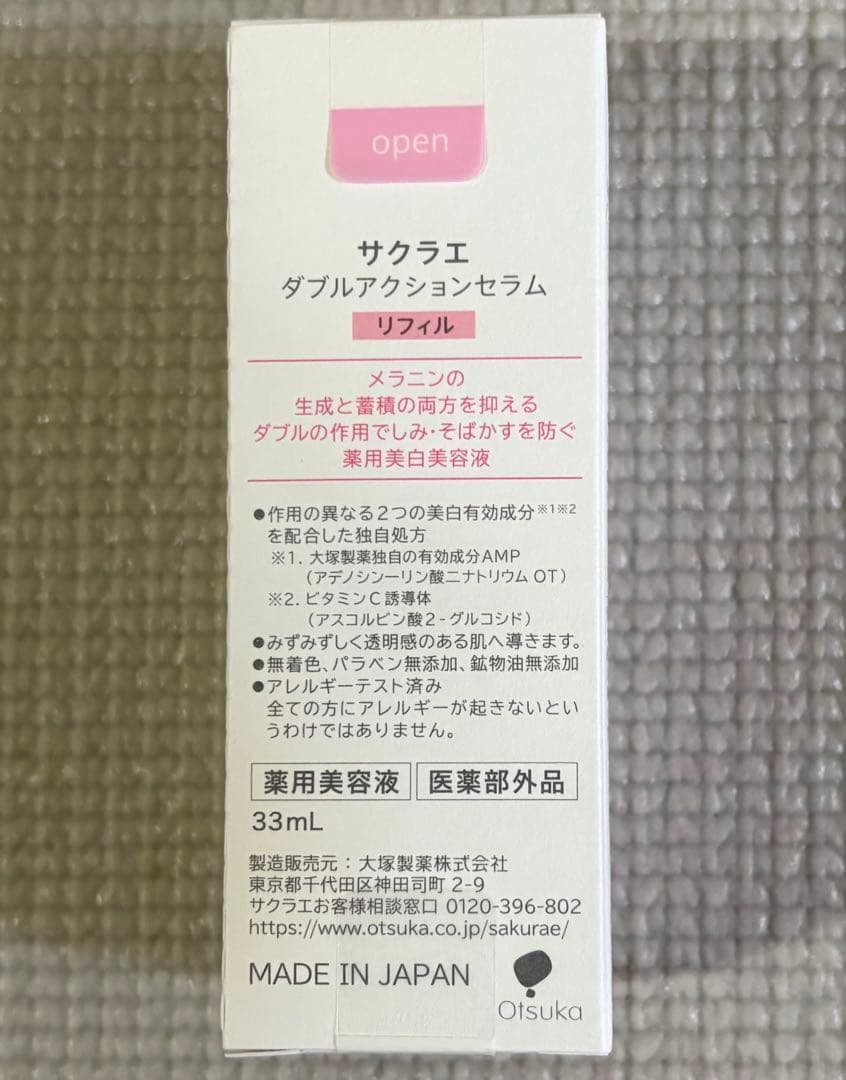 open
サクラエ
ダブルアクションセラム
リフィル
メラニンの
生成と蓄積の両方を抑える
ダブルの作用でしみ・そばかすを防ぐ
薬用美白美容液
●作用の異なる2つの美白有効成分※1※2
を配合した独自処方
※1. 大塚製薬独自の有効成分AMP
（アデノシン一リン酸二ナトリウム OT）
※2. ビタミンC誘導体
（アスコルビン酸2-グルコシド）
●みずみずしく透明感のある肌へ導きます。
●無着色、パラベン無添加、鉱物油無添加
●アレルギーテスト済み
全ての方にアレルギーが起きないとい
うわけではありません。
薬用美容液 医薬部外品
33mL
製造販売元：大塚製薬株式会社
東京都千代田区神田司町 2-9
サクラエお客様相談窓口 0120-396-802
https://www.otsuka.co.jp/sakurae/
MADE IN JAPAN
Otsuka